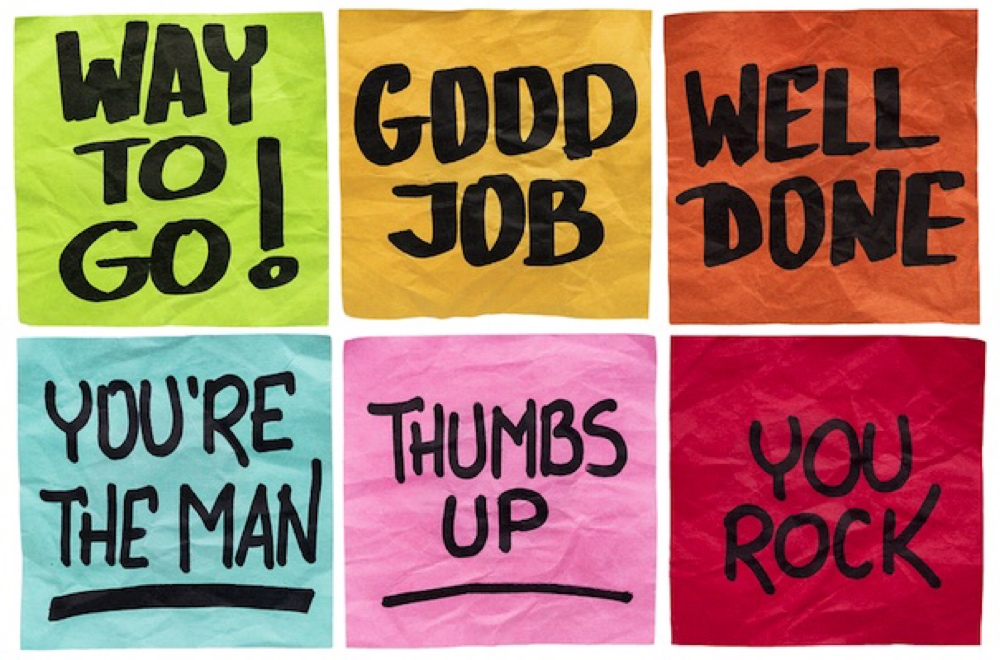 WAY
TO
GO!
GOOD
JOB
WELL
DONE
YOU'RE
THE MAN
THUMBS
UP
YOU
ROCK